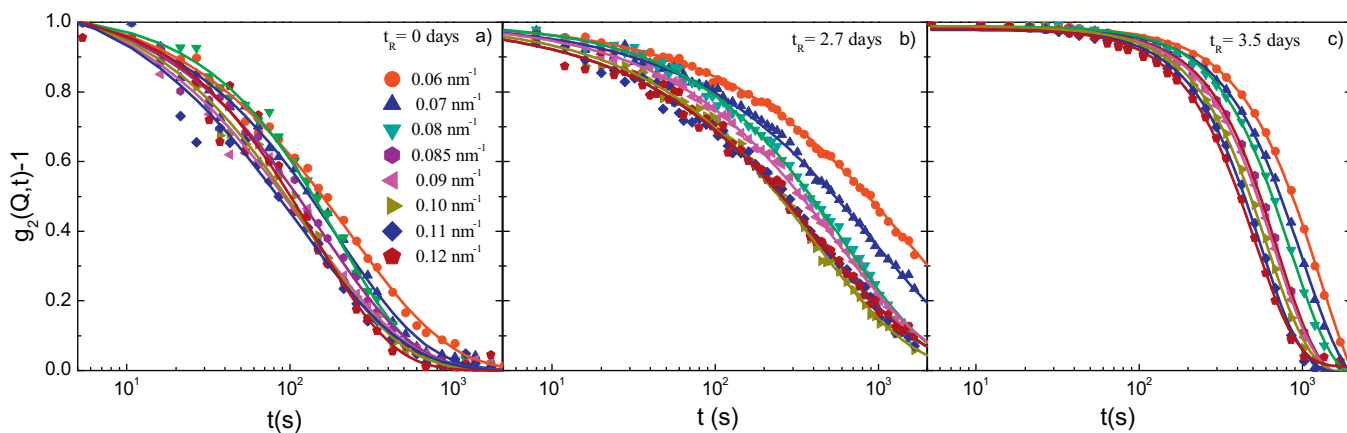 1.0
0.8
0.6
0.4
0.2
0.0
g₂(Q,t)-1
t_R= 0 days
a)
0.06 nm⁻¹
0.07 nm⁻¹
0.08 nm⁻¹
0.085 nm⁻¹
0.09 nm⁻¹
0.10 nm⁻¹
0.11 nm⁻¹
0.12 nm⁻¹
10¹ 10² 10³
t(s)
t_R= 2.7 days
b)
10¹ 10² 10³
t (s)
t_R= 3.5 days
c)
10¹ 10² 10³
t(s)